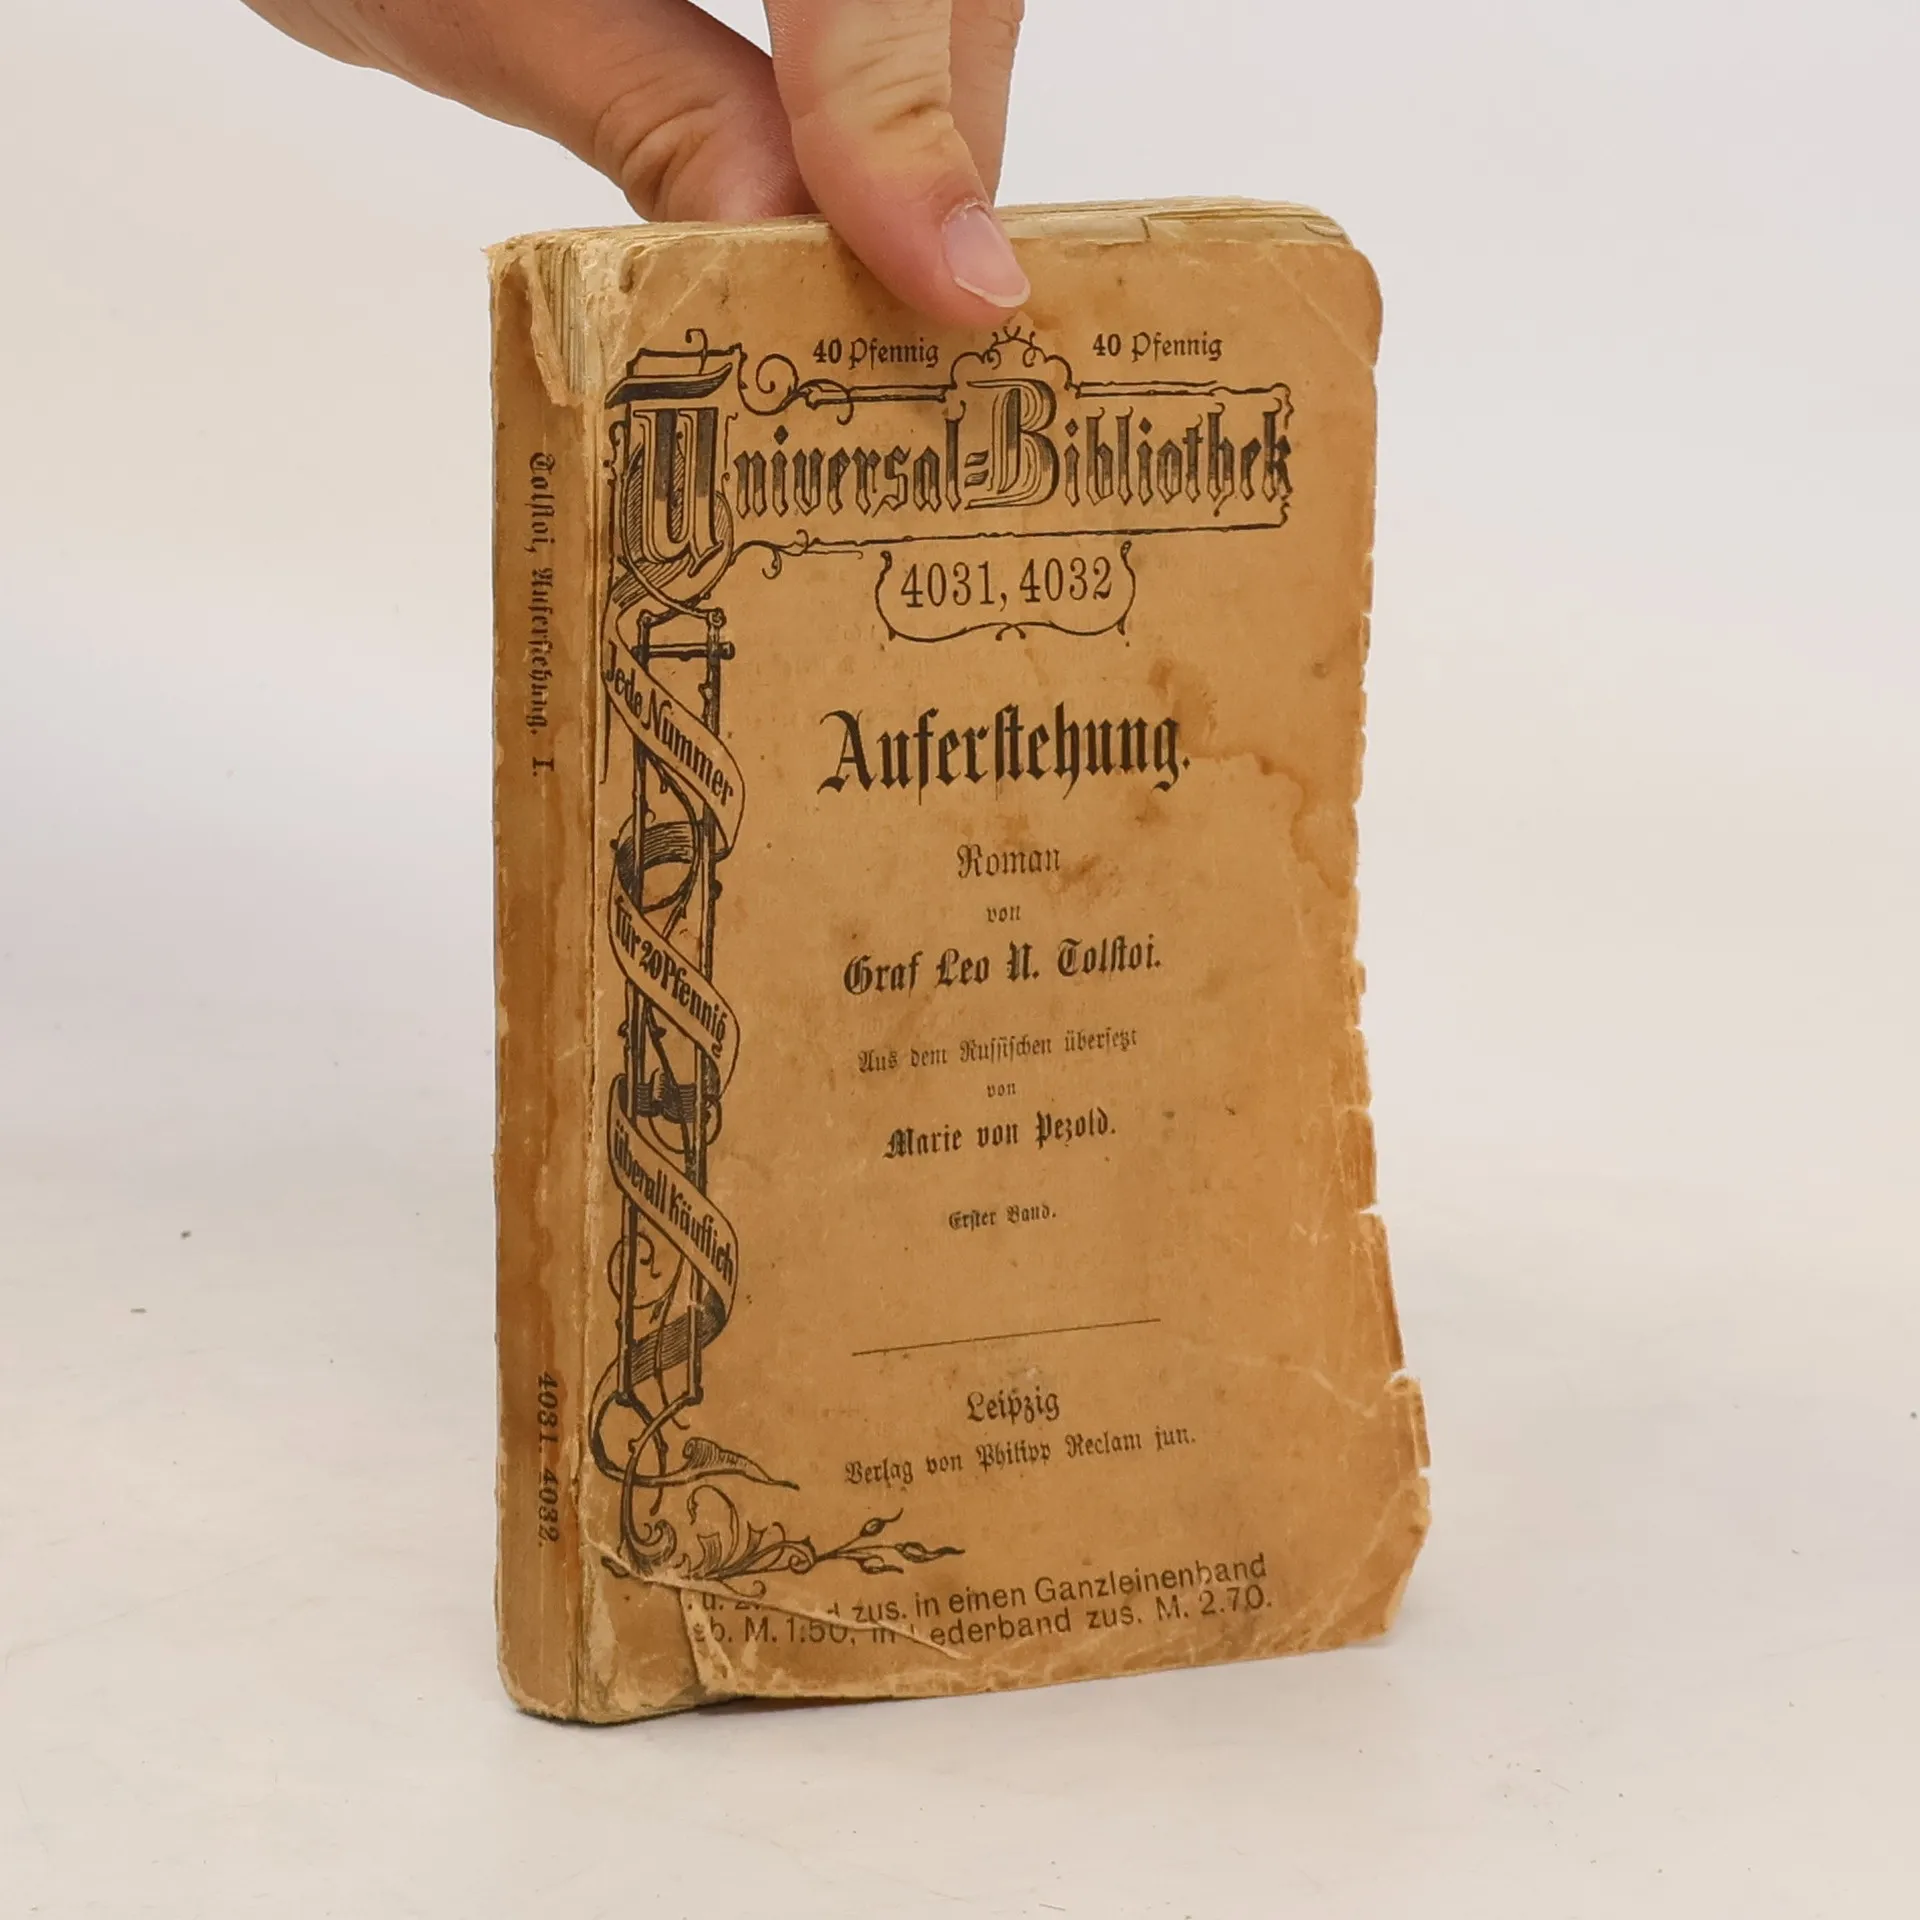 40 Pfennig 40 Pfennig
Universal-Bibliothek
4031, 4032
Auferstehung.
Roman
von
Graf Leo N. Tolstoi.
Aus dem Russischen übersetzt
von
Marie von Pezold.
Erster Band.
Leipzig
Verlag von Philipp Reclam jun.
zus. in einen Ganzleinenband
M. 1.50, in Lederband zus. M. 2.70.
Jede Nummer
für 20 Pfennig
überall käuflich
Tolstoi, Auferstehung. I.
4031. 4032.